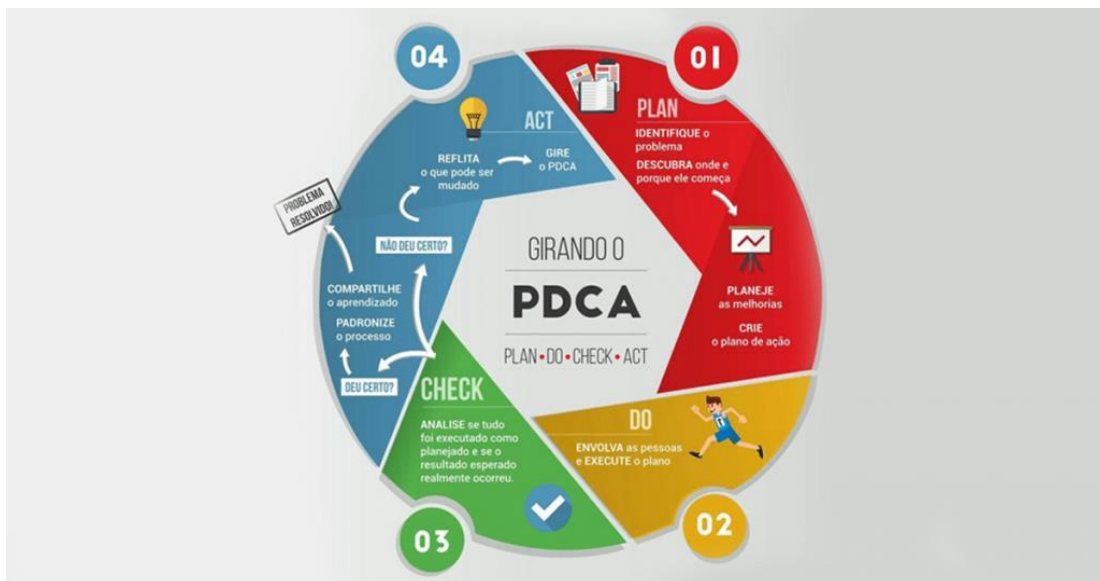 GIRANDO O
PDCA
PLAN • DO • CHECK • ACT
01
PLAN
IDENTIFIQUE o
problema
DESCUBRA onde e
porque ele começa
PLANEJE
as melhorias
CRIE
o plano de ação
02
DO
ENVOLVA as pessoas
e EXECUTE o plano
03
CHECK
ANALISE se tudo
foi executado como
planejado e se o
resultado esperado
realmente ocorreu.
04
ACT
DEU CERTO?
PADRONIZE
o processo
COMPARTILHE
o aprendizado
PROBLEMA
RESOLVIDO!
NÃO DEU CERTO?
REFLITA
o que pode ser
mudado
GIRE
o PDCA